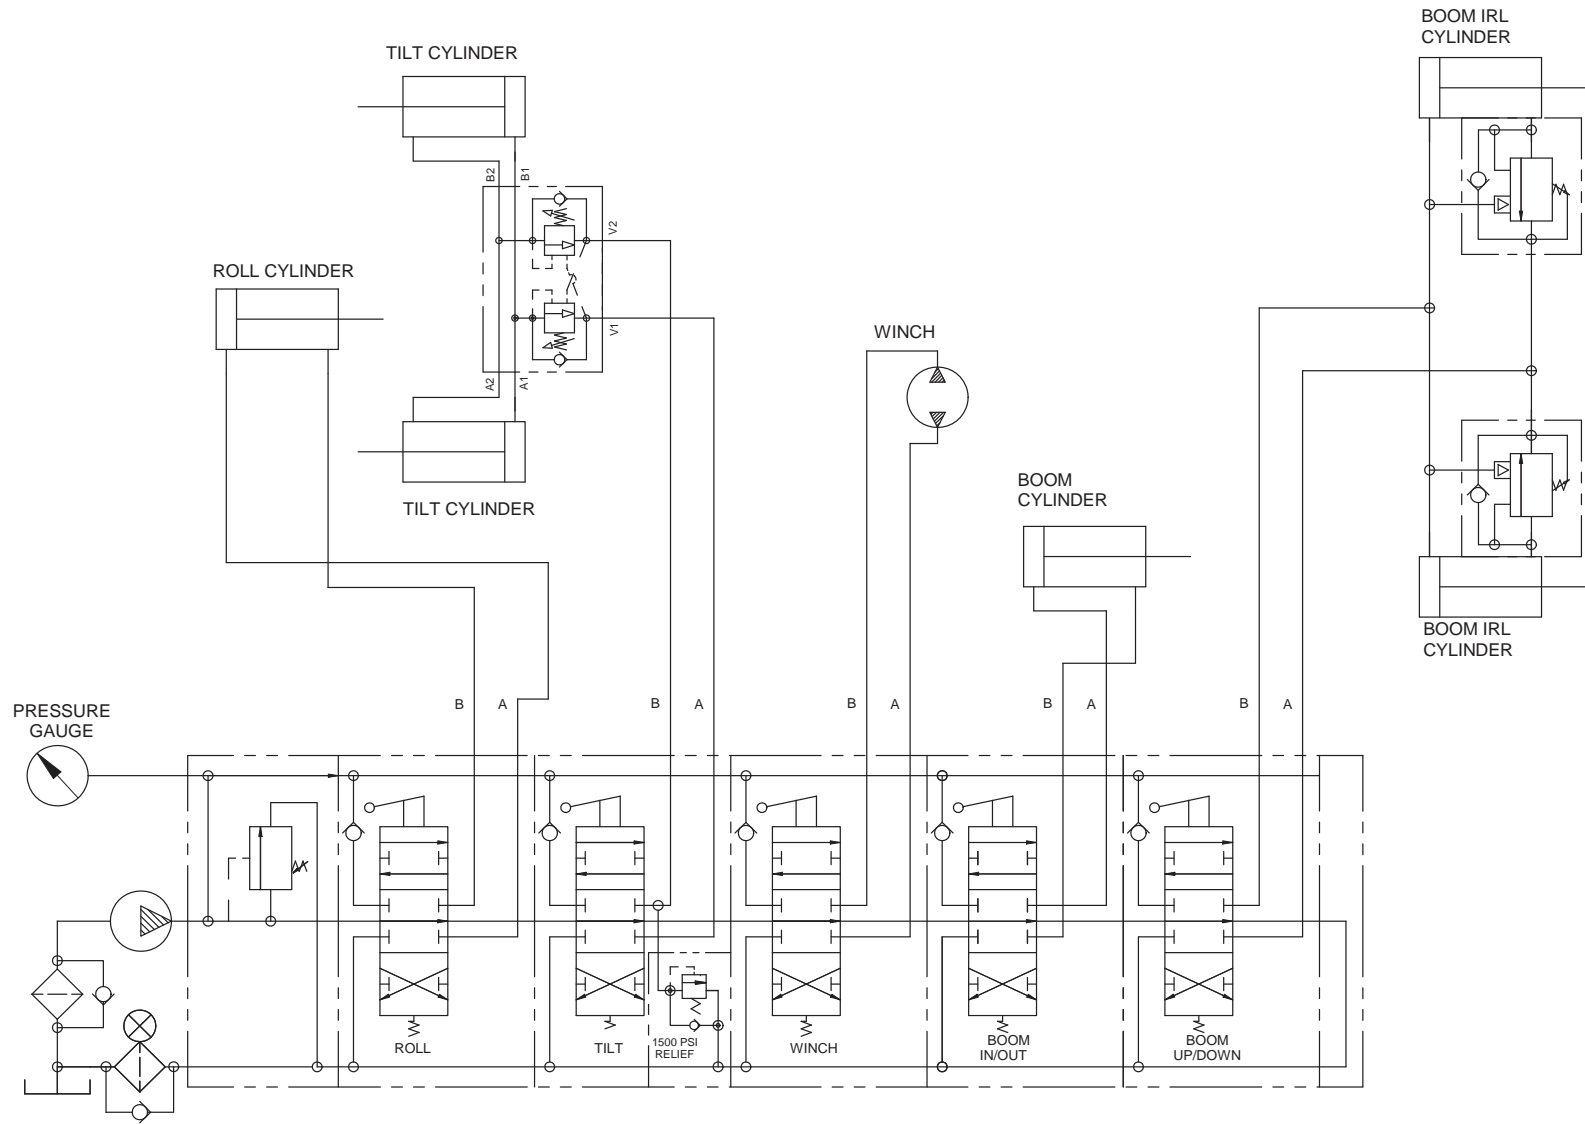 BOOM IRL
CYLINDER
TILT CYLINDER
B2
B1
V2
ROLL CYLINDER
V1
WINCH
A2
A1
BOOM
CYLINDER
TILT CYLINDER
BOOM IRL
CYLINDER
PRESSURE
GAUGE
B
A
B
A
B
A
B
A
B
A
ROLL
TILT
1500 PSI
RELIEF
WINCH
BOOM
IN/OUT
BOOM
UP/DOWN